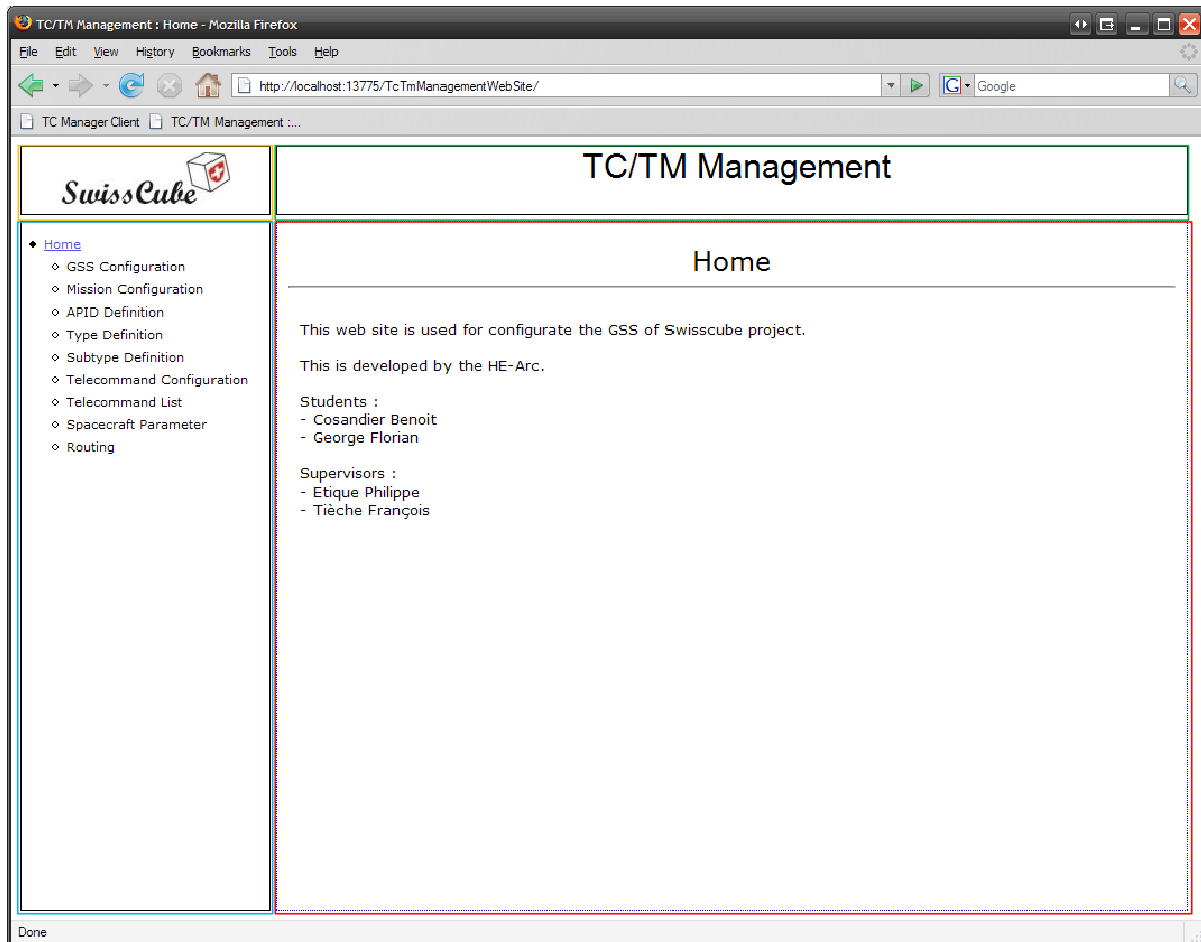 TC/TM Management : Home - Mozilla Firefox
File Edit View History Bookmarks Tools Help
http://localhost:13775/TcTmManagementWebSite/
G Google
TC Manager Client TC/TM Management :...
SwissCube
TC/TM Management
Home
GSS Configuration
Mission Configuration
APID Definition
Type Definition
Subtype Definition
Telecommand Configuration
Telecommand List
Spacecraft Parameter
Routing
Home
This web site is used for configurate the GSS of Swisscube project.
This is developed by the HE-Arc.
Students :
- Cosandier Benoit
- George Florian
Supervisors :
- Etique Philippe
- Tièche François
Done